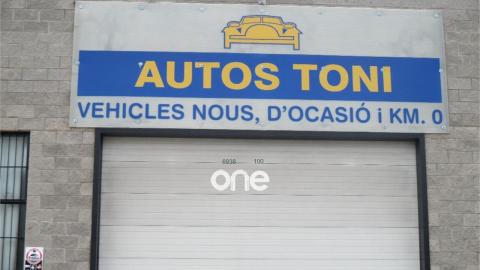 AUTOS TONI
VEHICLES NOUS, D'OCASIÓ i KM. 0
6938 100
one